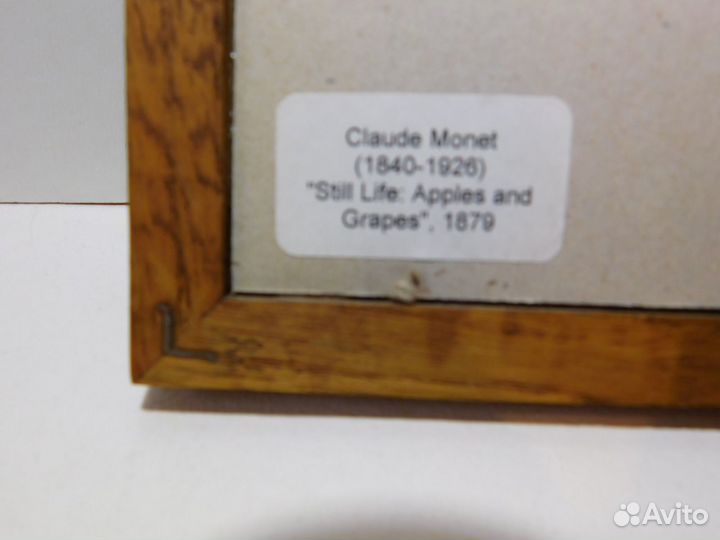 Claude Monet
(1840-1926)
"Still Life: Apples and
Grapes", 1879
Avito